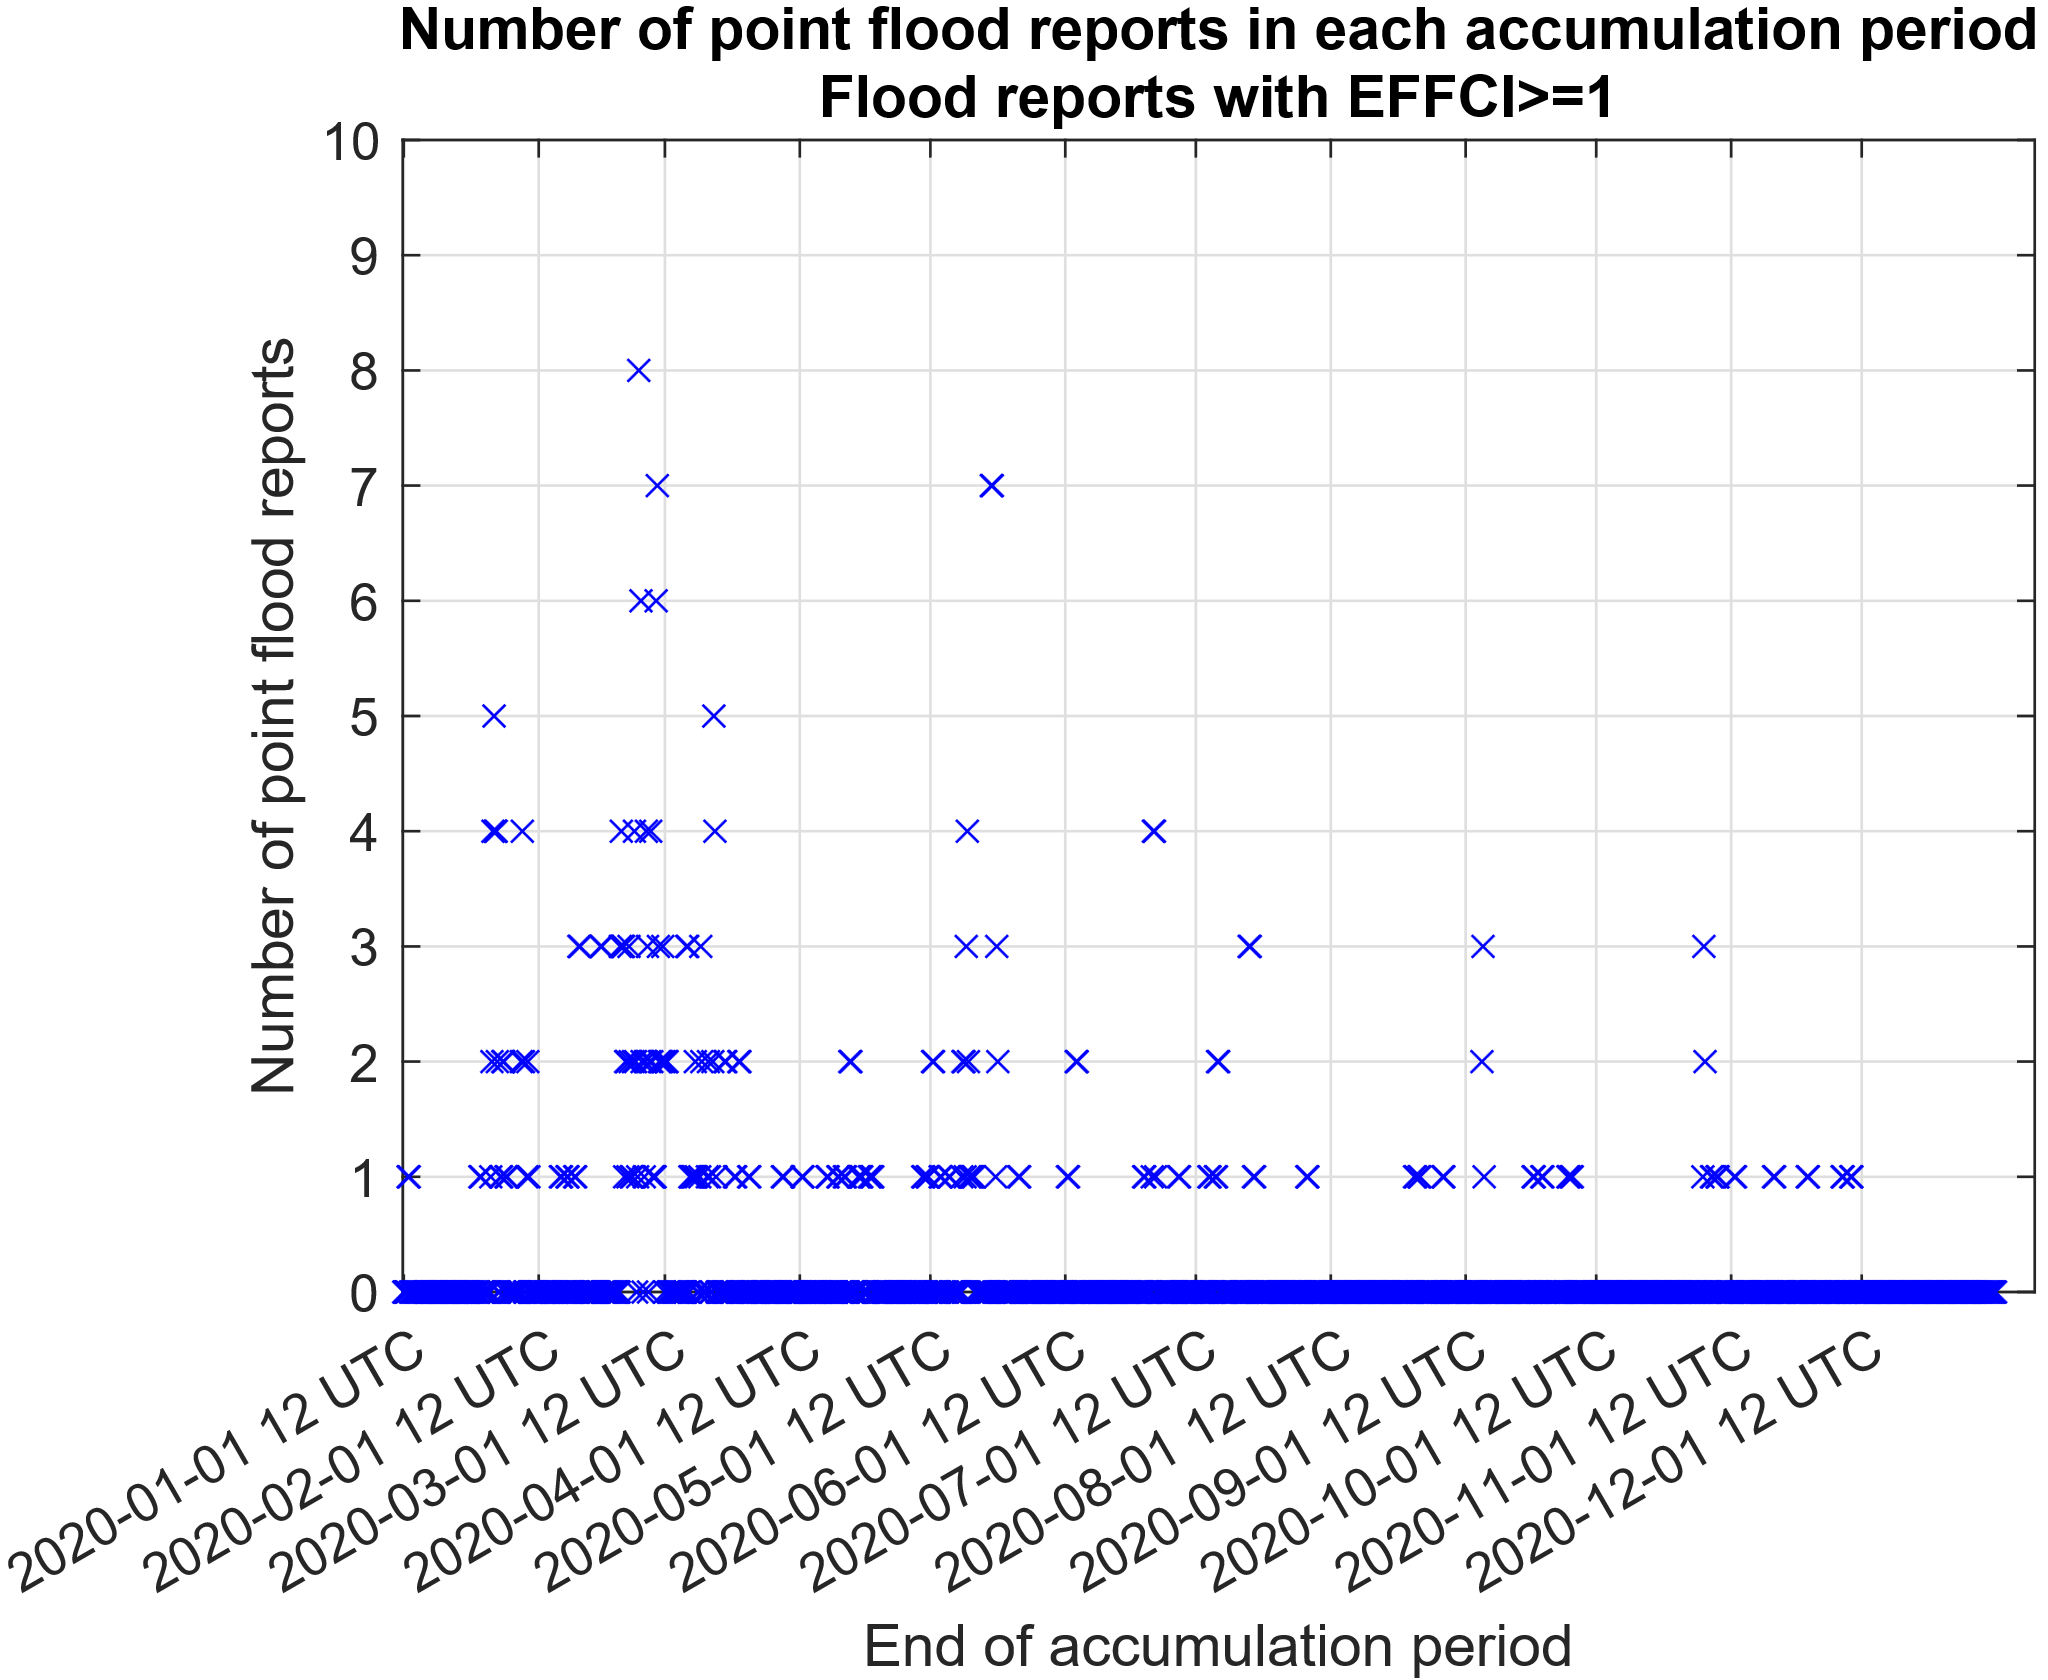 Number of point flood reports in each accumulation period
Flood reports with EFFCI>=1
10
9
8
7
6
5
4
3
2
1
0
Number of point flood reports
2020-01-01 12 UTC
2020-02-01 12 UTC
2020-03-01 12 UTC
2020-04-01 12 UTC
2020-05-01 12 UTC
2020-06-01 12 UTC
2020-07-01 12 UTC
2020-08-01 12 UTC
2020-09-01 12 UTC
2020-10-01 12 UTC
2020-11-01 12 UTC
2020-12-01 12 UTC
End of accumulation period